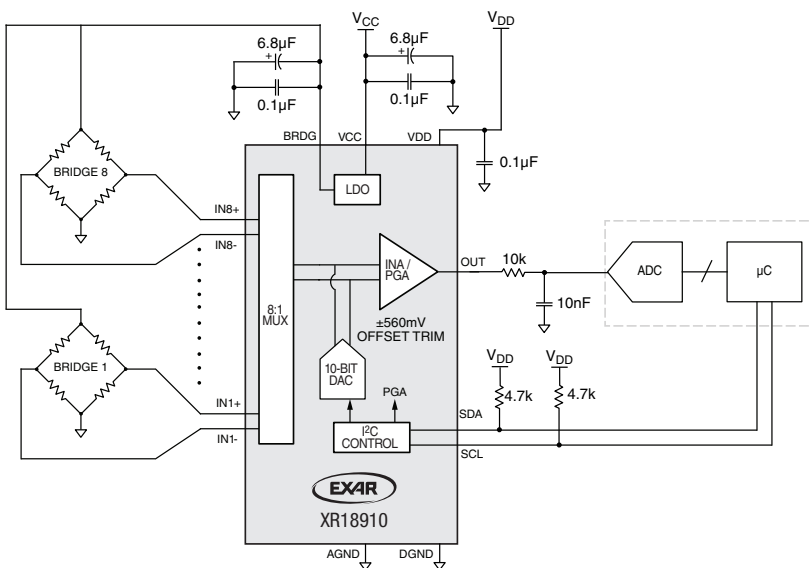 VCC
VDD
6.8µF
+
0.1µF
6.8µF
+
0.1µF
BRDG
VCC
VDD
0.1µF
LDO
BRIDGE 8
IN8+
IN8-
8:1
MUX
INA /
PGA
±560mV
OFFSET TRIM
OUT
10k
10nF
ADC
µC
10-BIT
DAC
PGA
I2C
CONTROL
VDD
VDD
4.7k
4.7k
SDA
SCL
BRIDGE 1
IN1+
IN1-
EXAR
XR18910
AGND
DGND